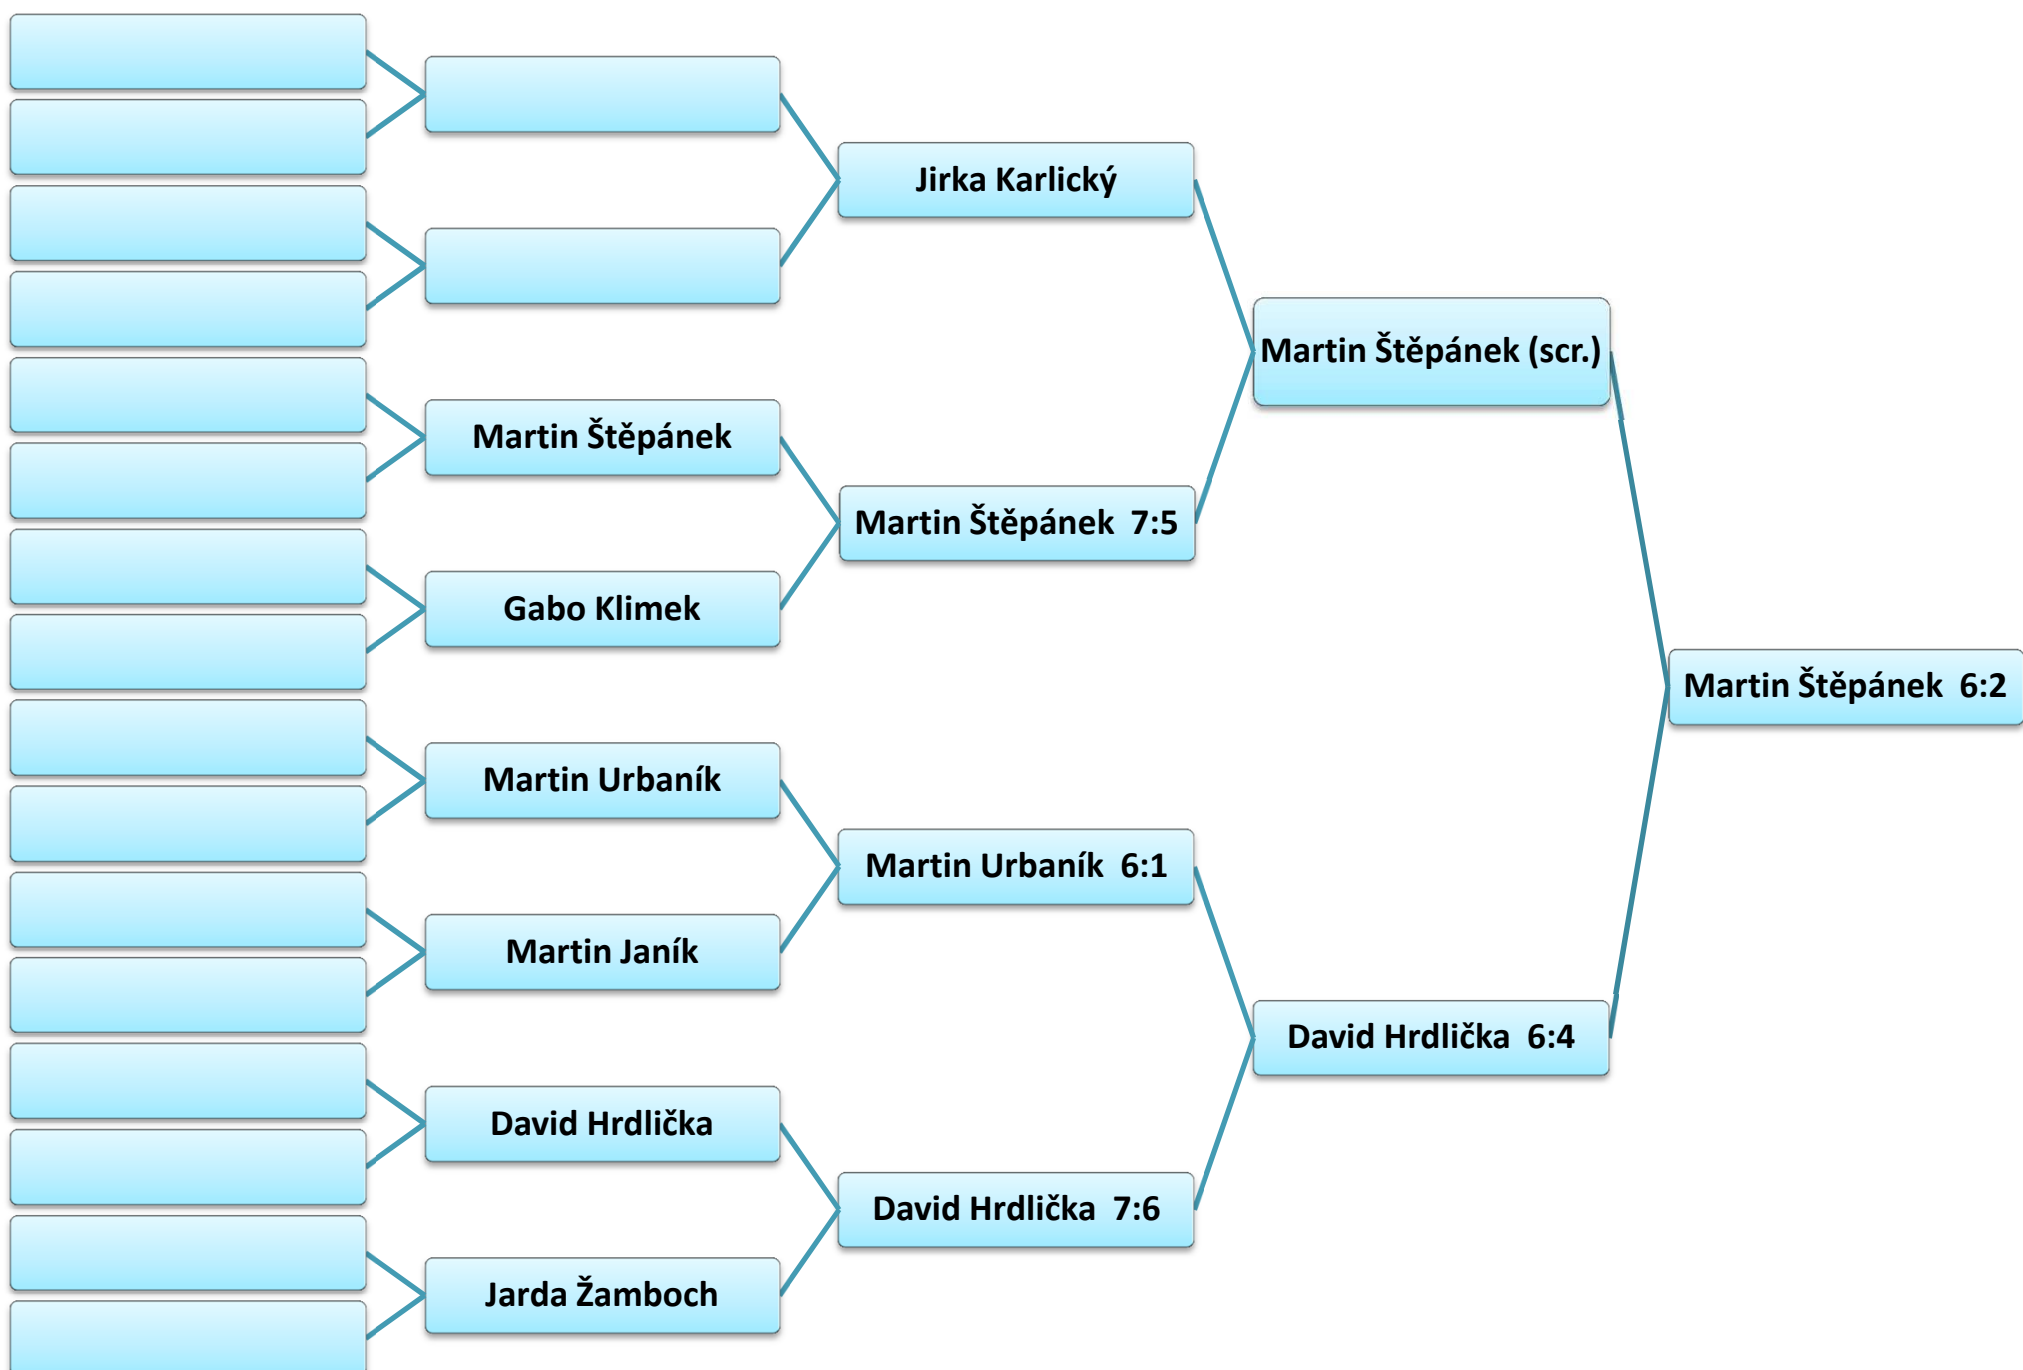 Jirka Karlický
Martin Štěpánek (scr.)
Martin Štěpánek
Martin Štěpánek 7:5
Gabo Klimek
Martin Štěpánek 6:2
Martin Urbaník
Martin Urbaník 6:1
Martin Janík
David Hrdlička 6:4
David Hrdlička
David Hrdlička 7:6
Jarda Žamboch